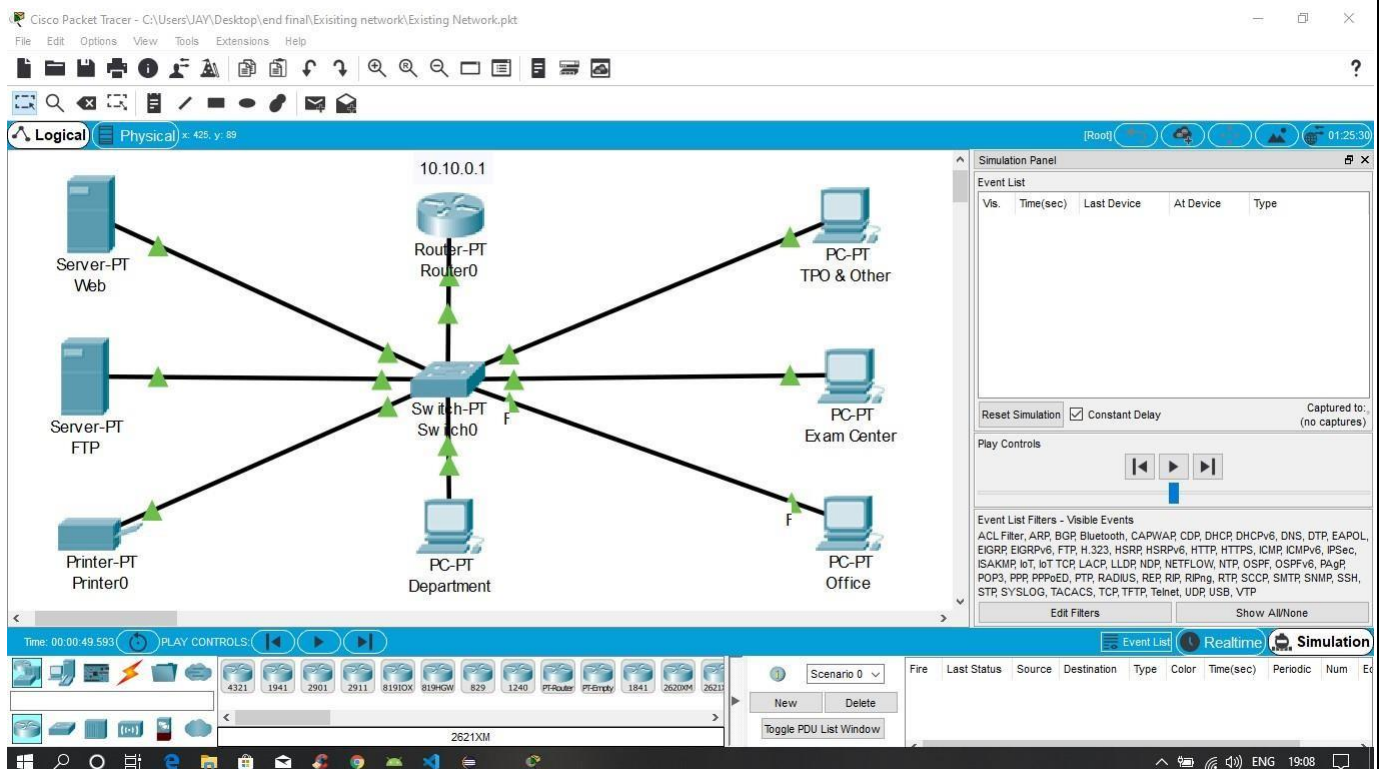 Cisco Packet Tracer - C:\Users\JAY\Desktop\end final\Exisiting network\Existing Network.pkt
File Edit Options View Tools Extensions Help
?
Logical Physical x: 425, y: 89 [Root] 01:25:30
10.10.0.1
Server-PT
Web
Router-PT
Router0
PC-PT
TPO & Other
Server-PT
FTP
Switch-PT
Switch0
F
PC-PT
Exam Center
Printer-PT
Printer0
PC-PT
Department
F
PC-PT
Office
Simulation Panel
Event List
Vis. Time(sec) Last Device At Device Type
Reset Simulation Constant Delay Captured to:
(no captures)
Play Controls
Event List Filters - Visible Events
ACL Filter, ARP, BGP, Bluetooth, CAPWAP, CDP, DHCP, DHCPv6, DNS, DTP, EAPOL,
EIGRP, EIGRPv6, FTP, H.323, HSRP, HSRPv6, HTTP, HTTPS, ICMP, ICMPv6, IPSec,
ISAKMP, IoT, IoT TCP, LACP, LLDP, NDP, NETFLOW, NTP, OSPF, OSPFv6, PAgP,
POP3, PPP, PPPoED, PTP, RADIUS, REP, RIP, RIPng, RTP, SCCP, SMTP, SNMP, SSH,
STP, SYSLOG, TACACS, TCP, TFTP, Telnet, UDP, USB, VTP
Edit Filters Show All/None
Time: 00:00:49.593 PLAY CONTROLS: Event List Realtime Simulation
4321 1941 2901 2911 819IOX 819HGW 829 1240 PT-Router PT-Empty 1841 2620XM 2621
2621XM
Scenario 0
New Delete
Toggle PDU List Window
Fire Last Status Source Destination Type Color Time(sec) Periodic Num Ed
ENG 19:08